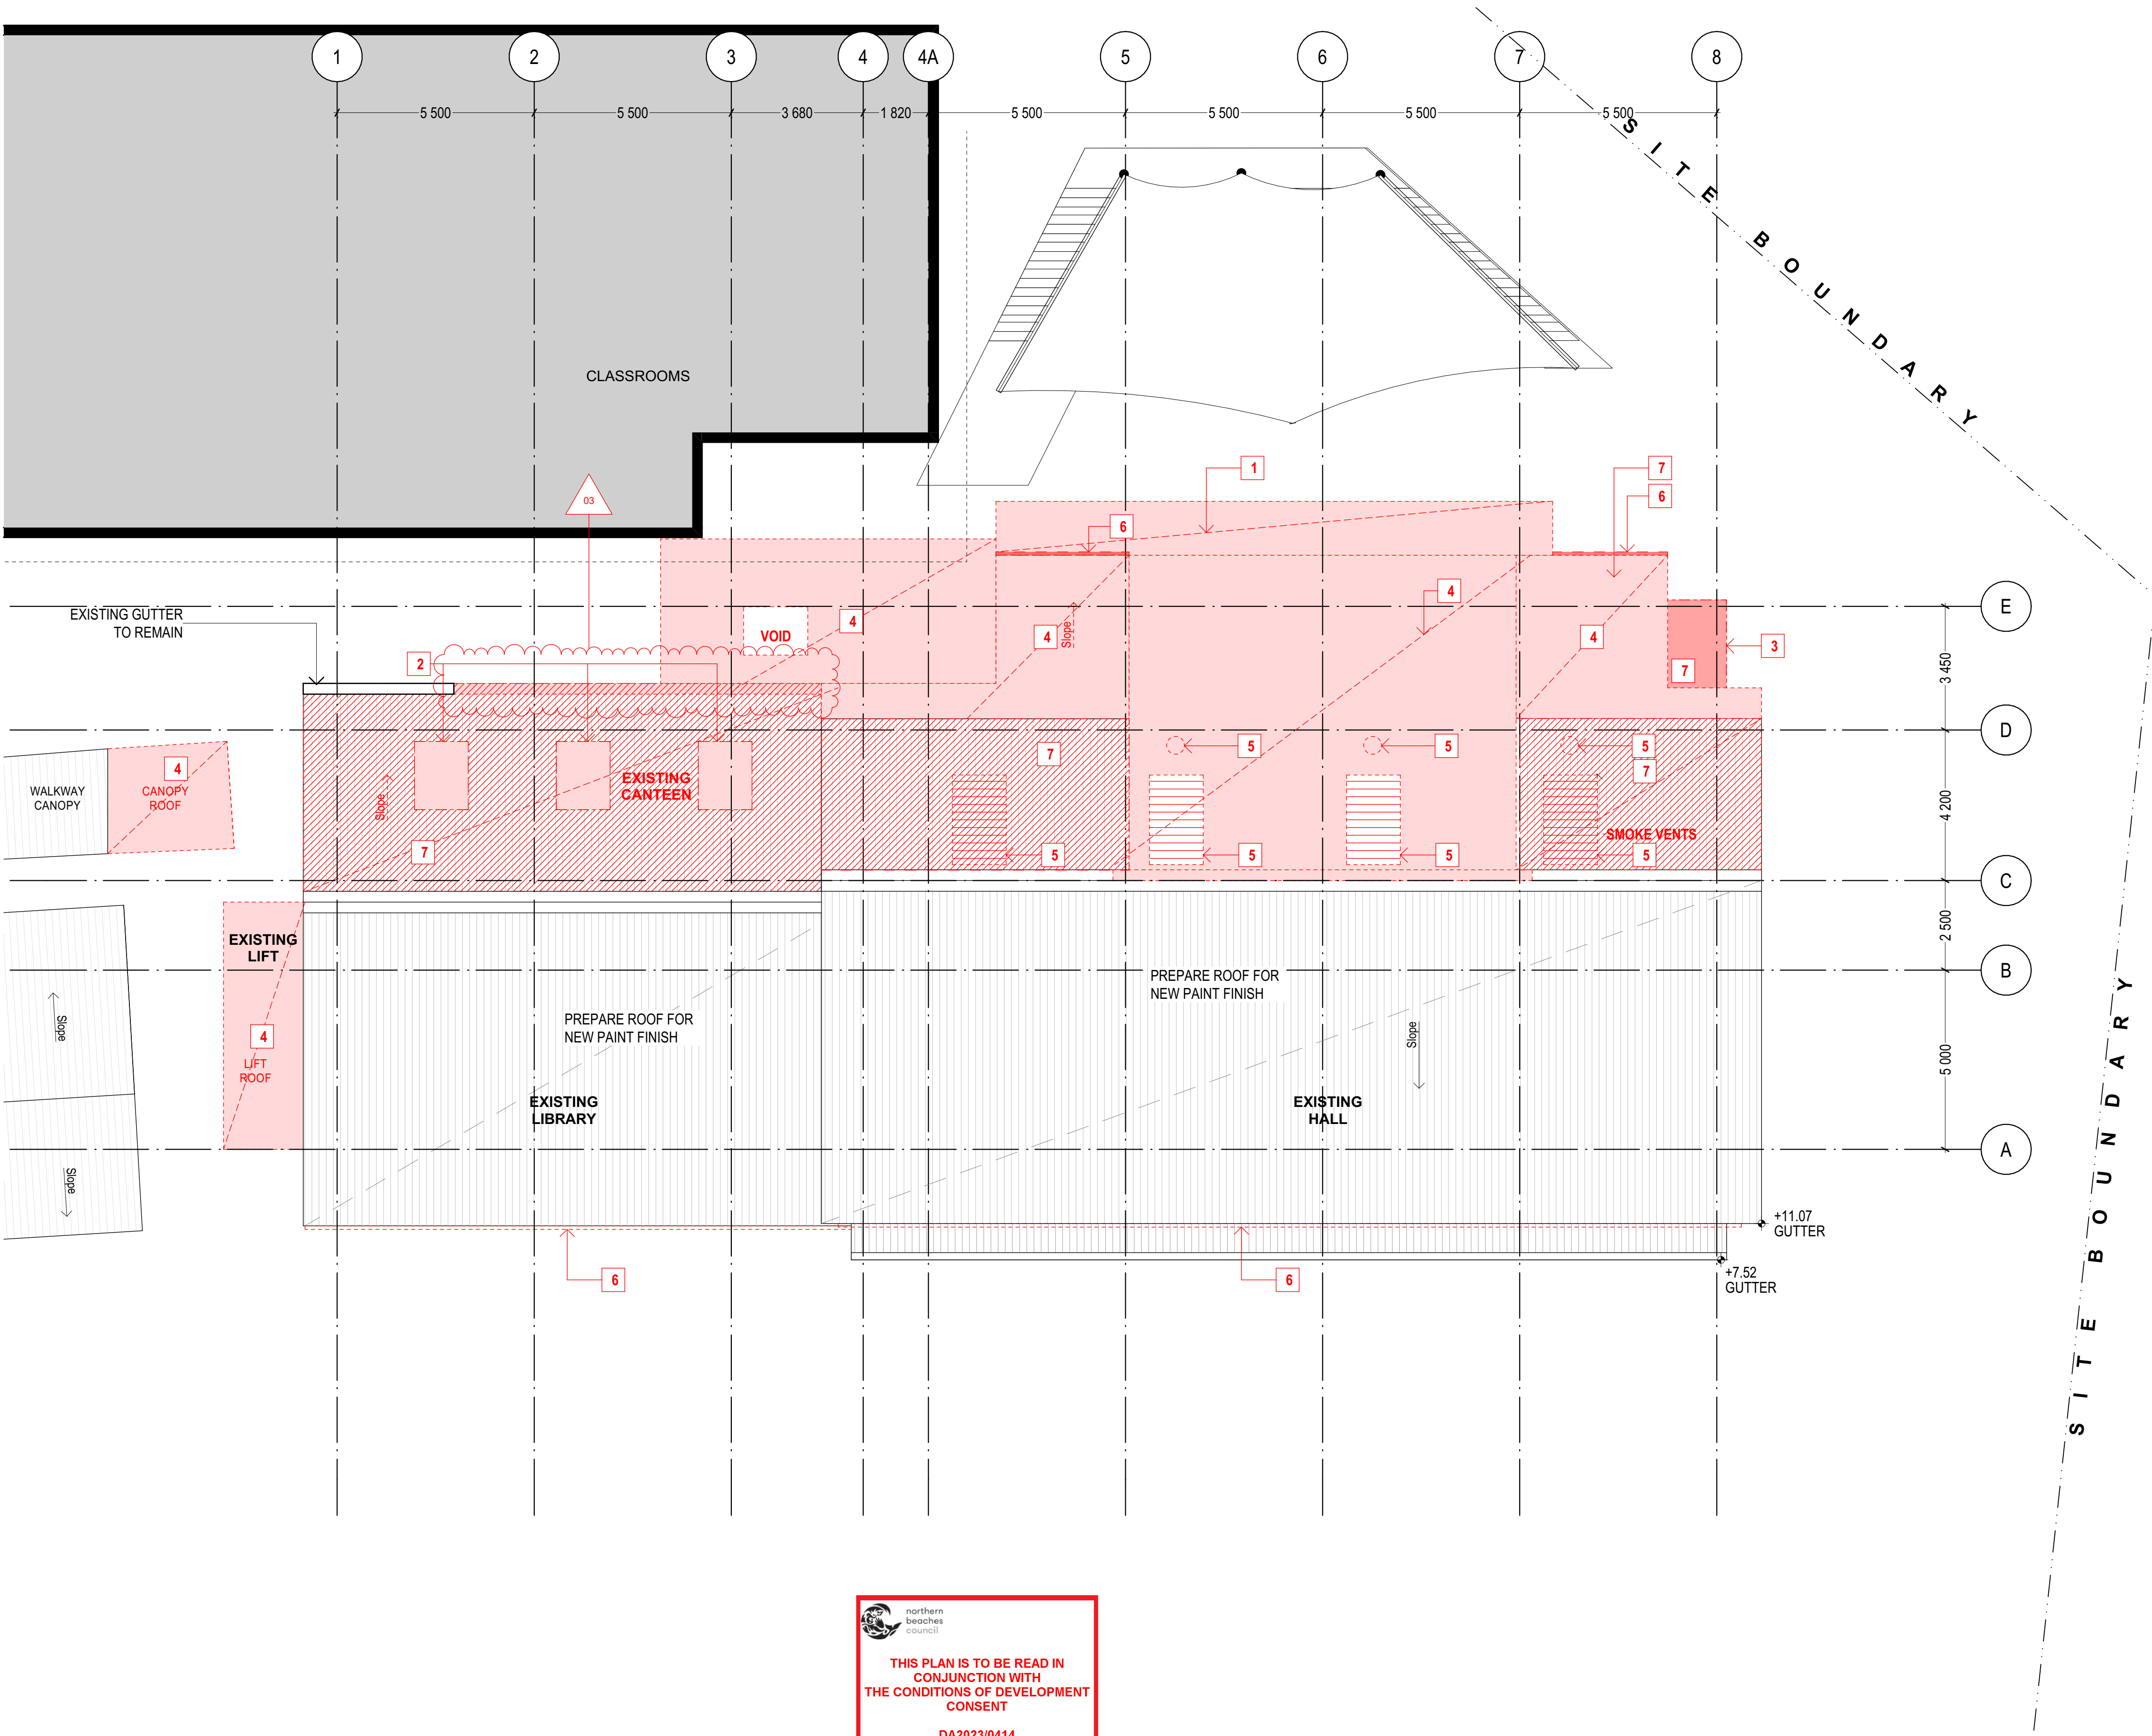 1 2 3 4 4A 5 6 7 8
5 500 5 500 3 680 1 820 5 500 5 500 5 500 5 500
SITE BOUNDARY
CLASSROOMS
03
1
7
6
6
E
EXISTING GUTTER
TO REMAIN
VOID
4
4
Slope
4
4
3
2
7
3 450
D
4
WALKWAY
CANOPY
CANOPY
ROOF
Slope
EXISTING
CANTEEN
7
7
5
5
5
7
4 200
SMOKE VENTS
5
5
5
5
C
EXISTING
LIFT
2 500
B
4
LIFT
ROOF
Slope
Slope
PREPARE ROOF FOR
NEW PAINT FINISH
PREPARE ROOF FOR
NEW PAINT FINISH
Slope
5 000
EXISTING
LIBRARY
EXISTING
HALL
A
SITE BOUNDARY
+11.07
GUTTER
+7.52
GUTTER
6
6
northern
beaches
council
THIS PLAN IS TO BE READ IN
CONJUNCTION WITH
THE CONDITIONS OF DEVELOPMENT
CONSENT
DA2023/0414